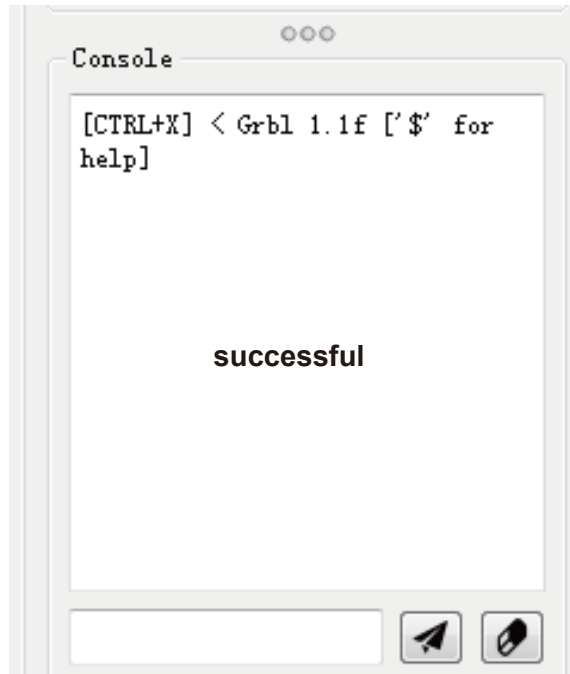 Console
[CTRL+X] < Grbl 1.1f ['$' for
help]
successful